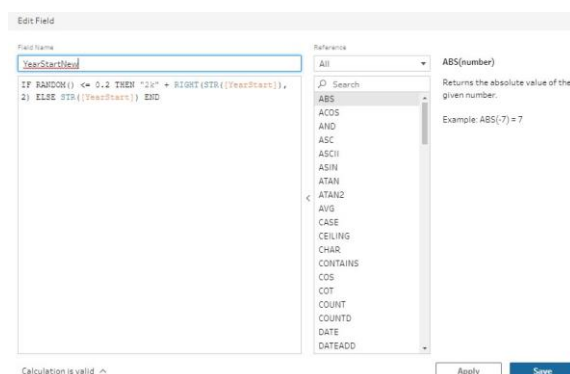 Edit Field
Field Name
YearStartNew
IF RANDOM() <= 0.2 THEN "2k" + RIGHT(STR([YearStart]),
2) ELSE STR([YearStart]) END
Reference
All
Search
ABS
ACOS
AND
ASC
ASCII
ASIN
ATAN
ATAN2
AVG
CASE
CEILING
CHAR
CONTAINS
COS
COT
COUNT
COUNTD
DATE
DATEADD
ABS(number)
Returns the absolute value of the
given number.
Example: ABS(-7) = 7
Calculation is valid
Apply
Save